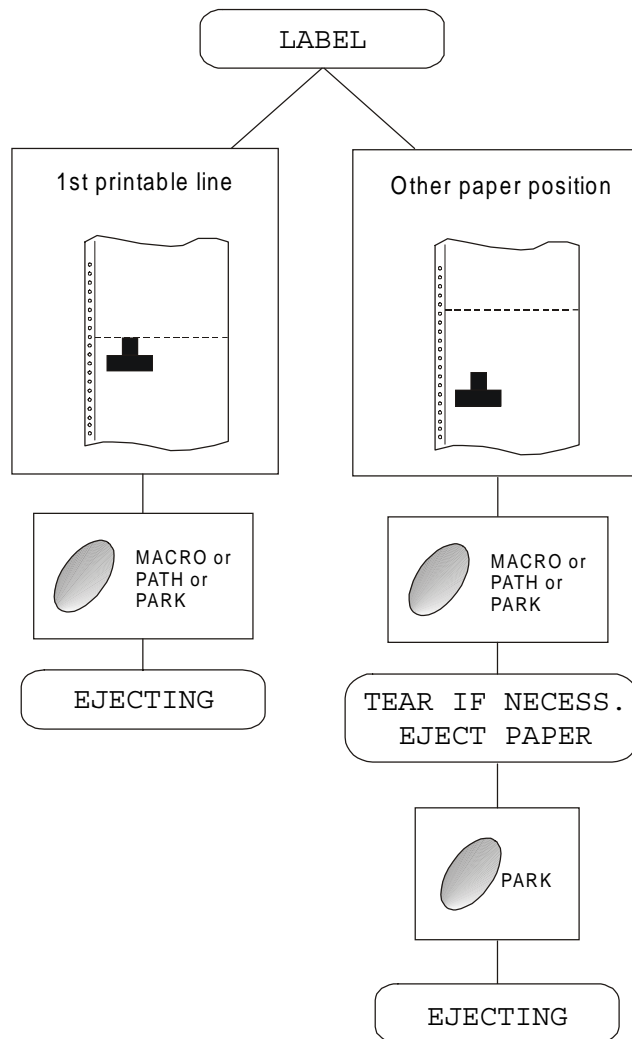 LABEL
1st printable line
MACRO or
PATH or
PARK
EJECTING
Other paper position
MACRO or
PATH or
PARK
TEAR IF NECESS.
EJECT PAPER
PARK
EJECTING